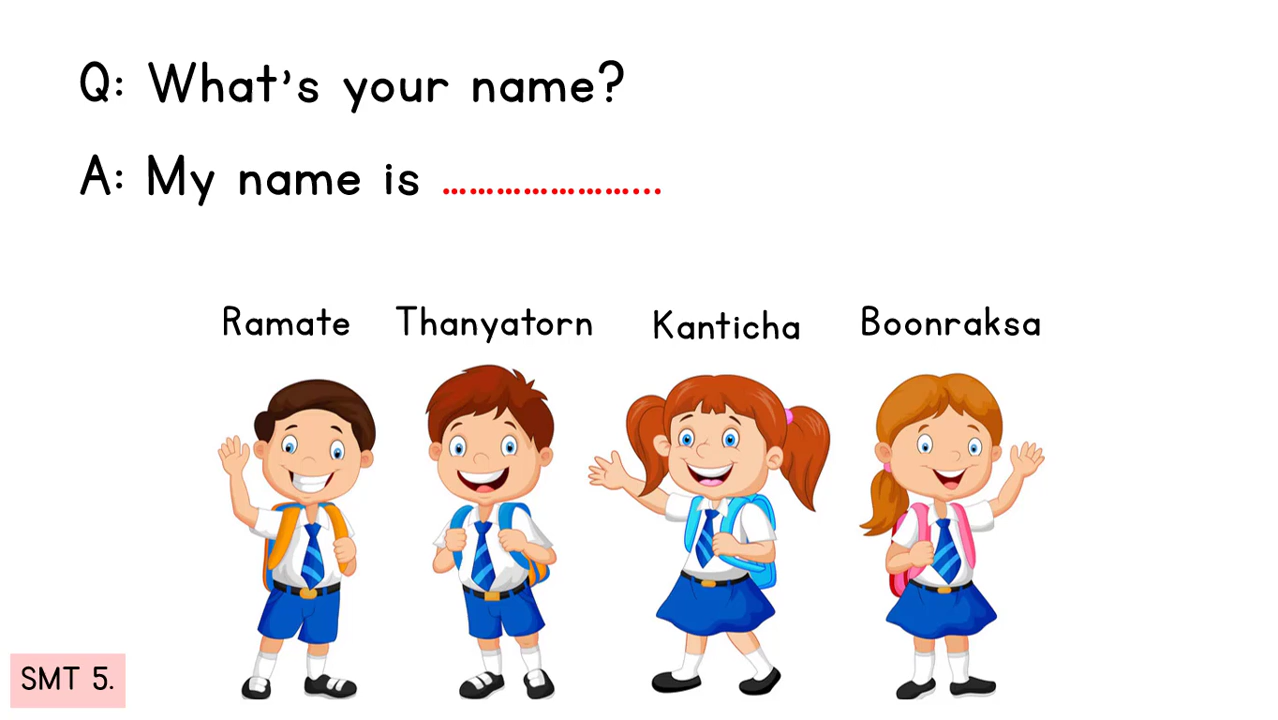 Q: What's your name?
A: My name is ........................
Ramate Thanyatorn Kanticha Boonraksa
SMT 5.